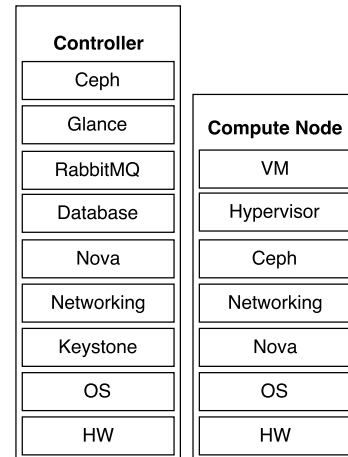 Controller
Ceph
Glance
RabbitMQ
Database
Nova
Networking
Keystone
OS
HW
Compute Node
VM
Hypervisor
Ceph
Networking
Nova
OS
HW